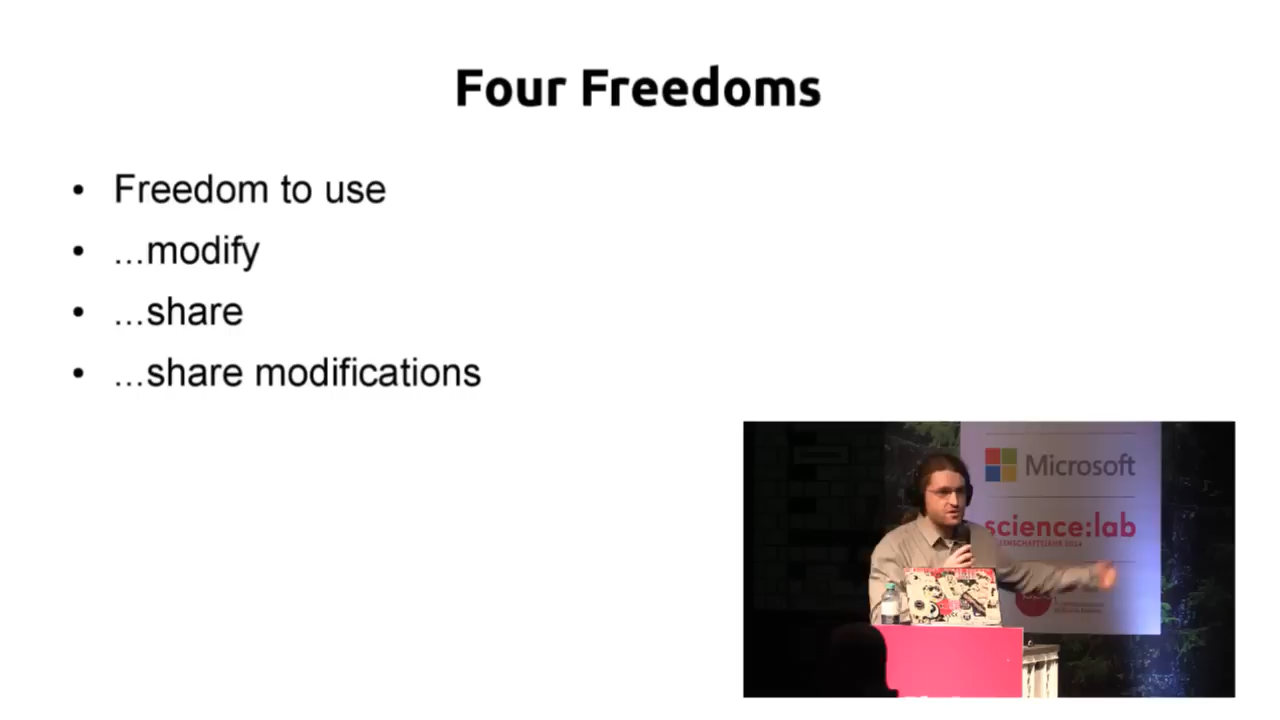 Four Freedoms
• Freedom to use
• ...modify
• ...share
• ...share modifications
Microsoft
science:lab